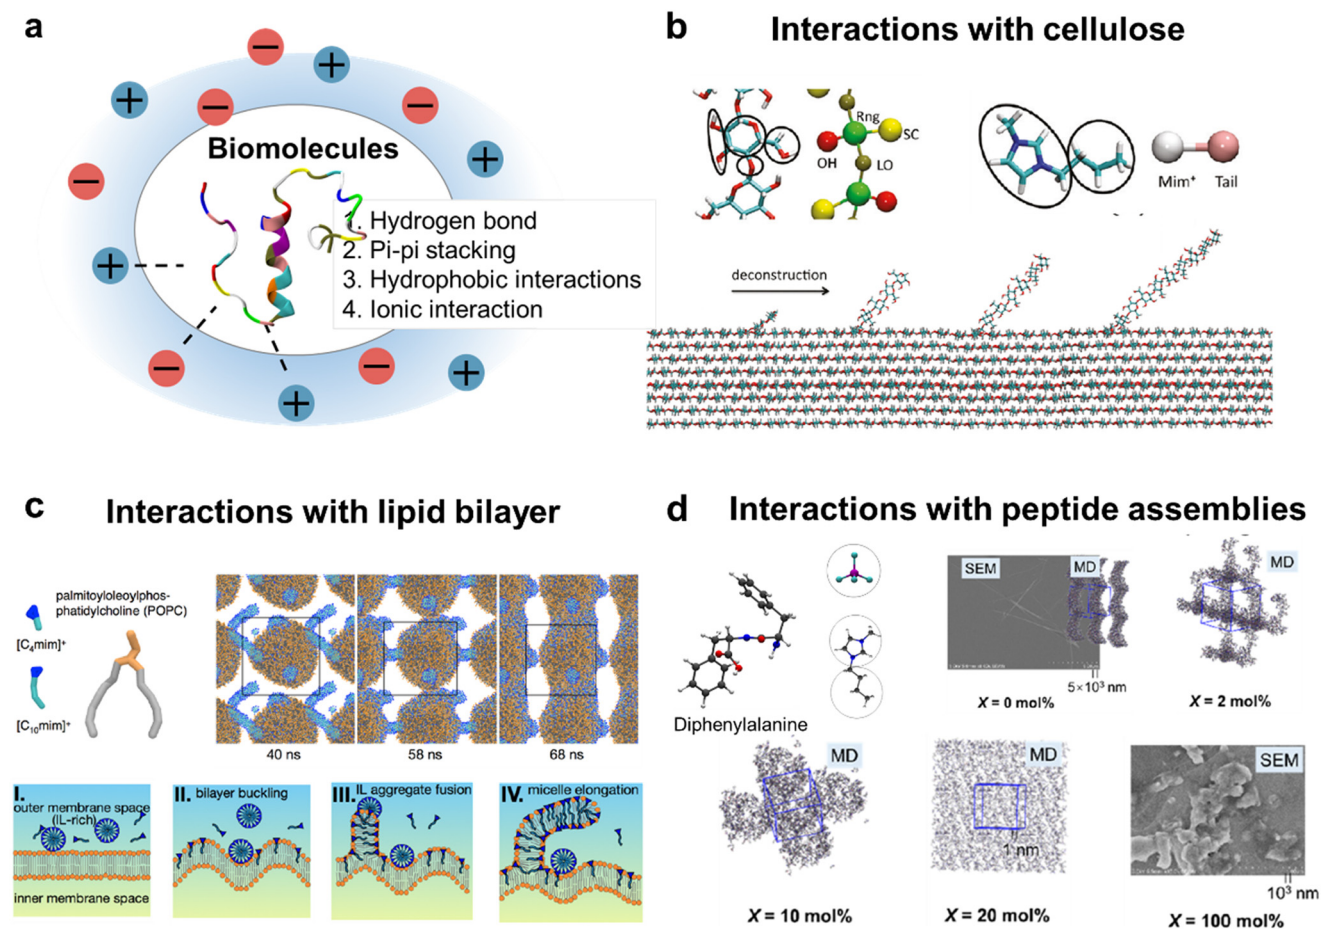 a
Biomolecules
1. Hydrogen bond
2. Pi-pi stacking
3. Hydrophobic interactions
4. Ionic interaction
b
Interactions with cellulose
Rng
SC
OH
LO
Mim⁺
Tail
deconstruction
c
Interactions with lipid bilayer
palmitoyloleoylphos-
phatidylcholine (POPC)
[C₄mim]⁺
[C₁₀mim]⁺
40 ns
58 ns
68 ns
I.
outer membrane space
(IL-rich)
inner membrane space
II.
bilayer buckling
III.
IL aggregate fusion
IV.
micelle elongation
d
Interactions with peptide assemblies
Diphenylalanine
SEM
MD
5×10³ nm
X = 0 mol%
MD
X = 2 mol%
MD
X = 10 mol%
MD
1 nm
X = 20 mol%
SEM
10³ nm
X = 100 mol%